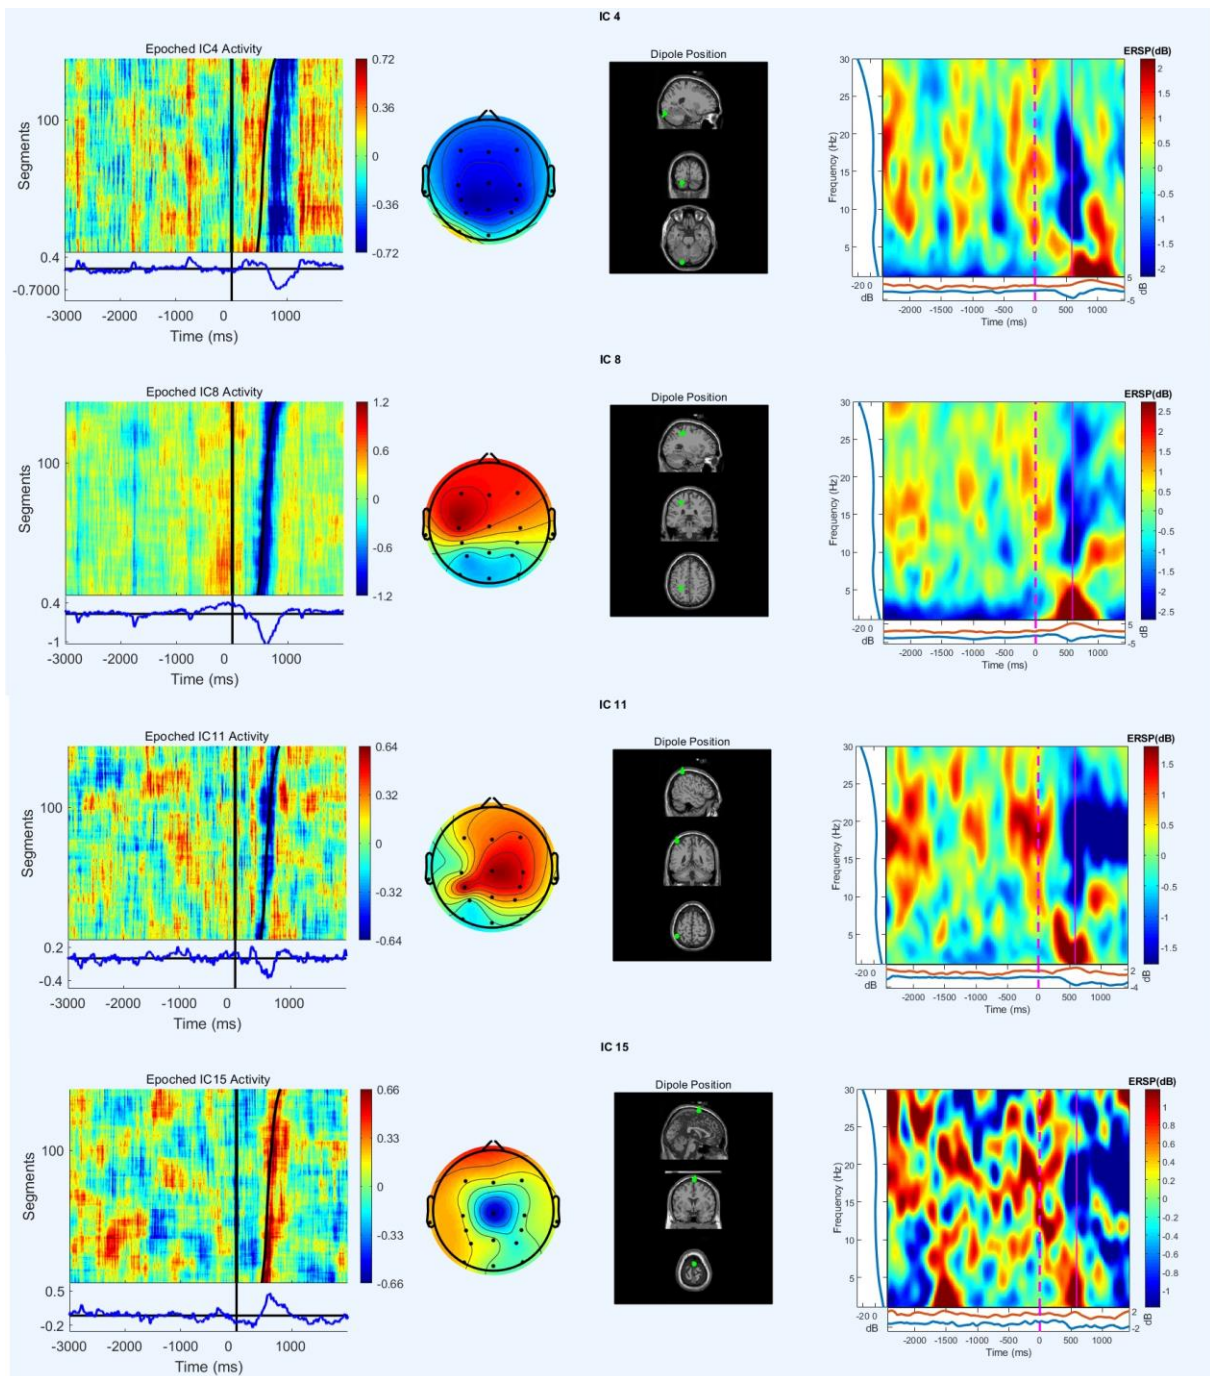 IC 4
Epoched IC4 Activity
Segments
100
0.72
0.36
0
-0.36
-0.72
0.4
-0.7000
-3000 -2000 -1000 0 1000
Time (ms)
Dipole Position
ERSP(dB)
Frequency (Hz)
30
25
20
15
10
5
2
1.5
1
0.5
0
-0.5
-1
-1.5
-2
-20 0
dB
5
-5
dB
-2000 -1500 -1000 -500 0 500 1000
Time (ms)
IC 8
Epoched IC8 Activity
Segments
100
1.2
0.6
0
-0.6
-1.2
0.4
-1
-3000 -2000 -1000 0 1000
Time (ms)
Dipole Position
ERSP(dB)
Frequency (Hz)
30
25
20
15
10
5
2.5
2
1.5
1
0.5
0
-0.5
-1
-1.5
-2
-2.5
-20 0
dB
5
-5
dB
-2000 -1500 -1000 -500 0 500 1000
Time (ms)
IC 11
Epoched IC11 Activity
Segments
100
0.64
0.32
0
-0.32
-0.64
0.2
-0.4
-3000 -2000 -1000 0 1000
Time (ms)
Dipole Position
ERSP(dB)
Frequency (Hz)
30
25
20
15
10
5
1.5
1
0.5
0
-0.5
-1
-1.5
-20 0
dB
2
-4
dB
-2000 -1500 -1000 -500 0 500 1000
Time (ms)
IC 15
Epoched IC15 Activity
Segments
100
0.66
0.33
0
-0.33
-0.66
0.5
-0.2
-3000 -2000 -1000 0 1000
Time (ms)
Dipole Position
ERSP(dB)
Frequency (Hz)
30
25
20
15
10
5
1
0.8
0.6
0.4
0.2
0
-0.2
-0.4
-0.6
-0.8
-1
-20 0
dB
2
-2
dB
-2000 -1500 -1000 -500 0 500 1000
Time (ms)